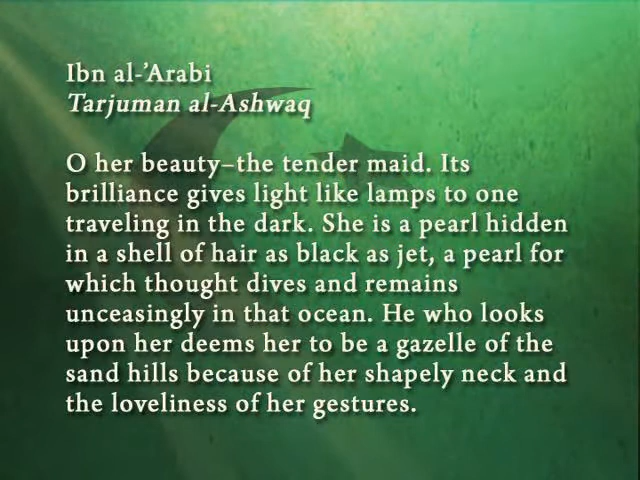 Ibn al-’Arabi
Tarjuman al-Ashwaq
O her beauty–the tender maid. Its
brilliance gives light like lamps to one
traveling in the dark. She is a pearl hidden
in a shell of hair as black as jet, a pearl for
which thought dives and remains
unceasingly in that ocean. He who looks
upon her deems her to be a gazelle of the
sand hills because of her shapely neck and
the loveliness of her gestures.